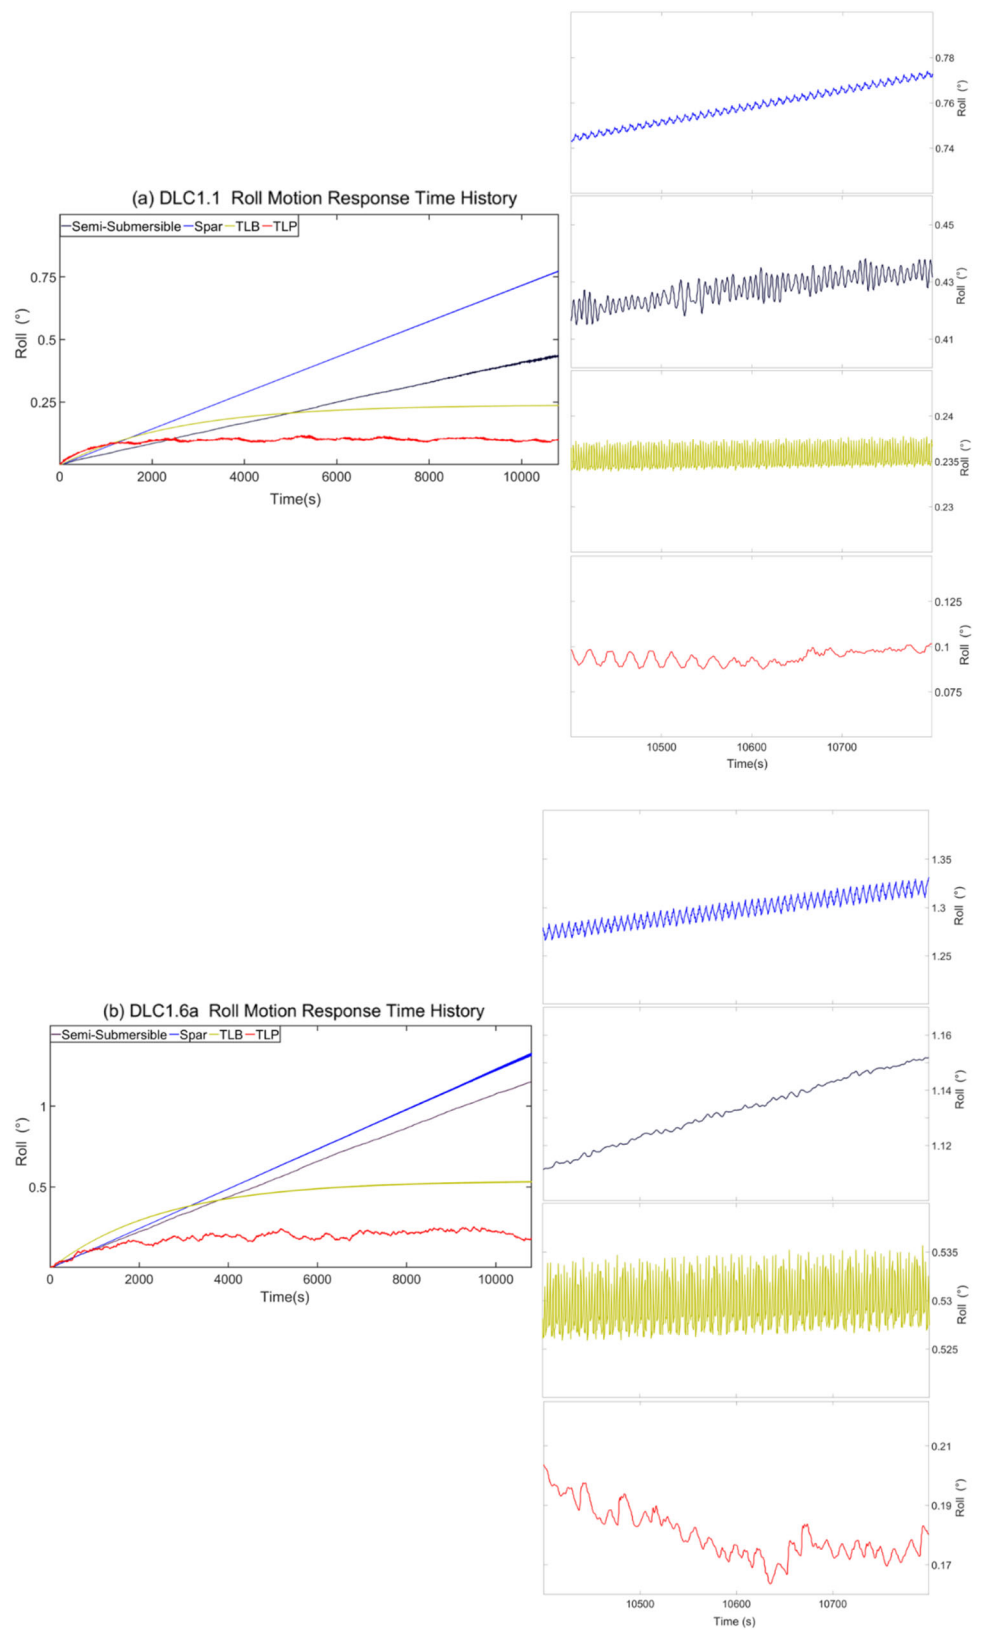 0.78
0.76
0.74
Roll (°)
(a) DLC1.1 Roll Motion Response Time History
Semi-Submersible Spar TLB TLP
0.75
0.5
0.25
Roll (°)
0 2000 4000 6000 8000 10000
Time(s)
0.45
0.43
0.41
Roll (°)
0.24
0.235
0.23
Roll (°)
0.125
0.1
0.075
Roll (°)
10500 10600 10700
Time(s)
1.35
1.3
1.25
Roll (°)
(b) DLC1.6a Roll Motion Response Time History
Semi-Submersible Spar TLB TLP
1
0.5
Roll (°)
0 2000 4000 6000 8000 10000
Time(s)
1.16
1.14
1.12
Roll (°)
0.535
0.53
0.525
Roll (°)
0.21
0.19
0.17
Roll (°)
10500 10600 10700
Time (s)